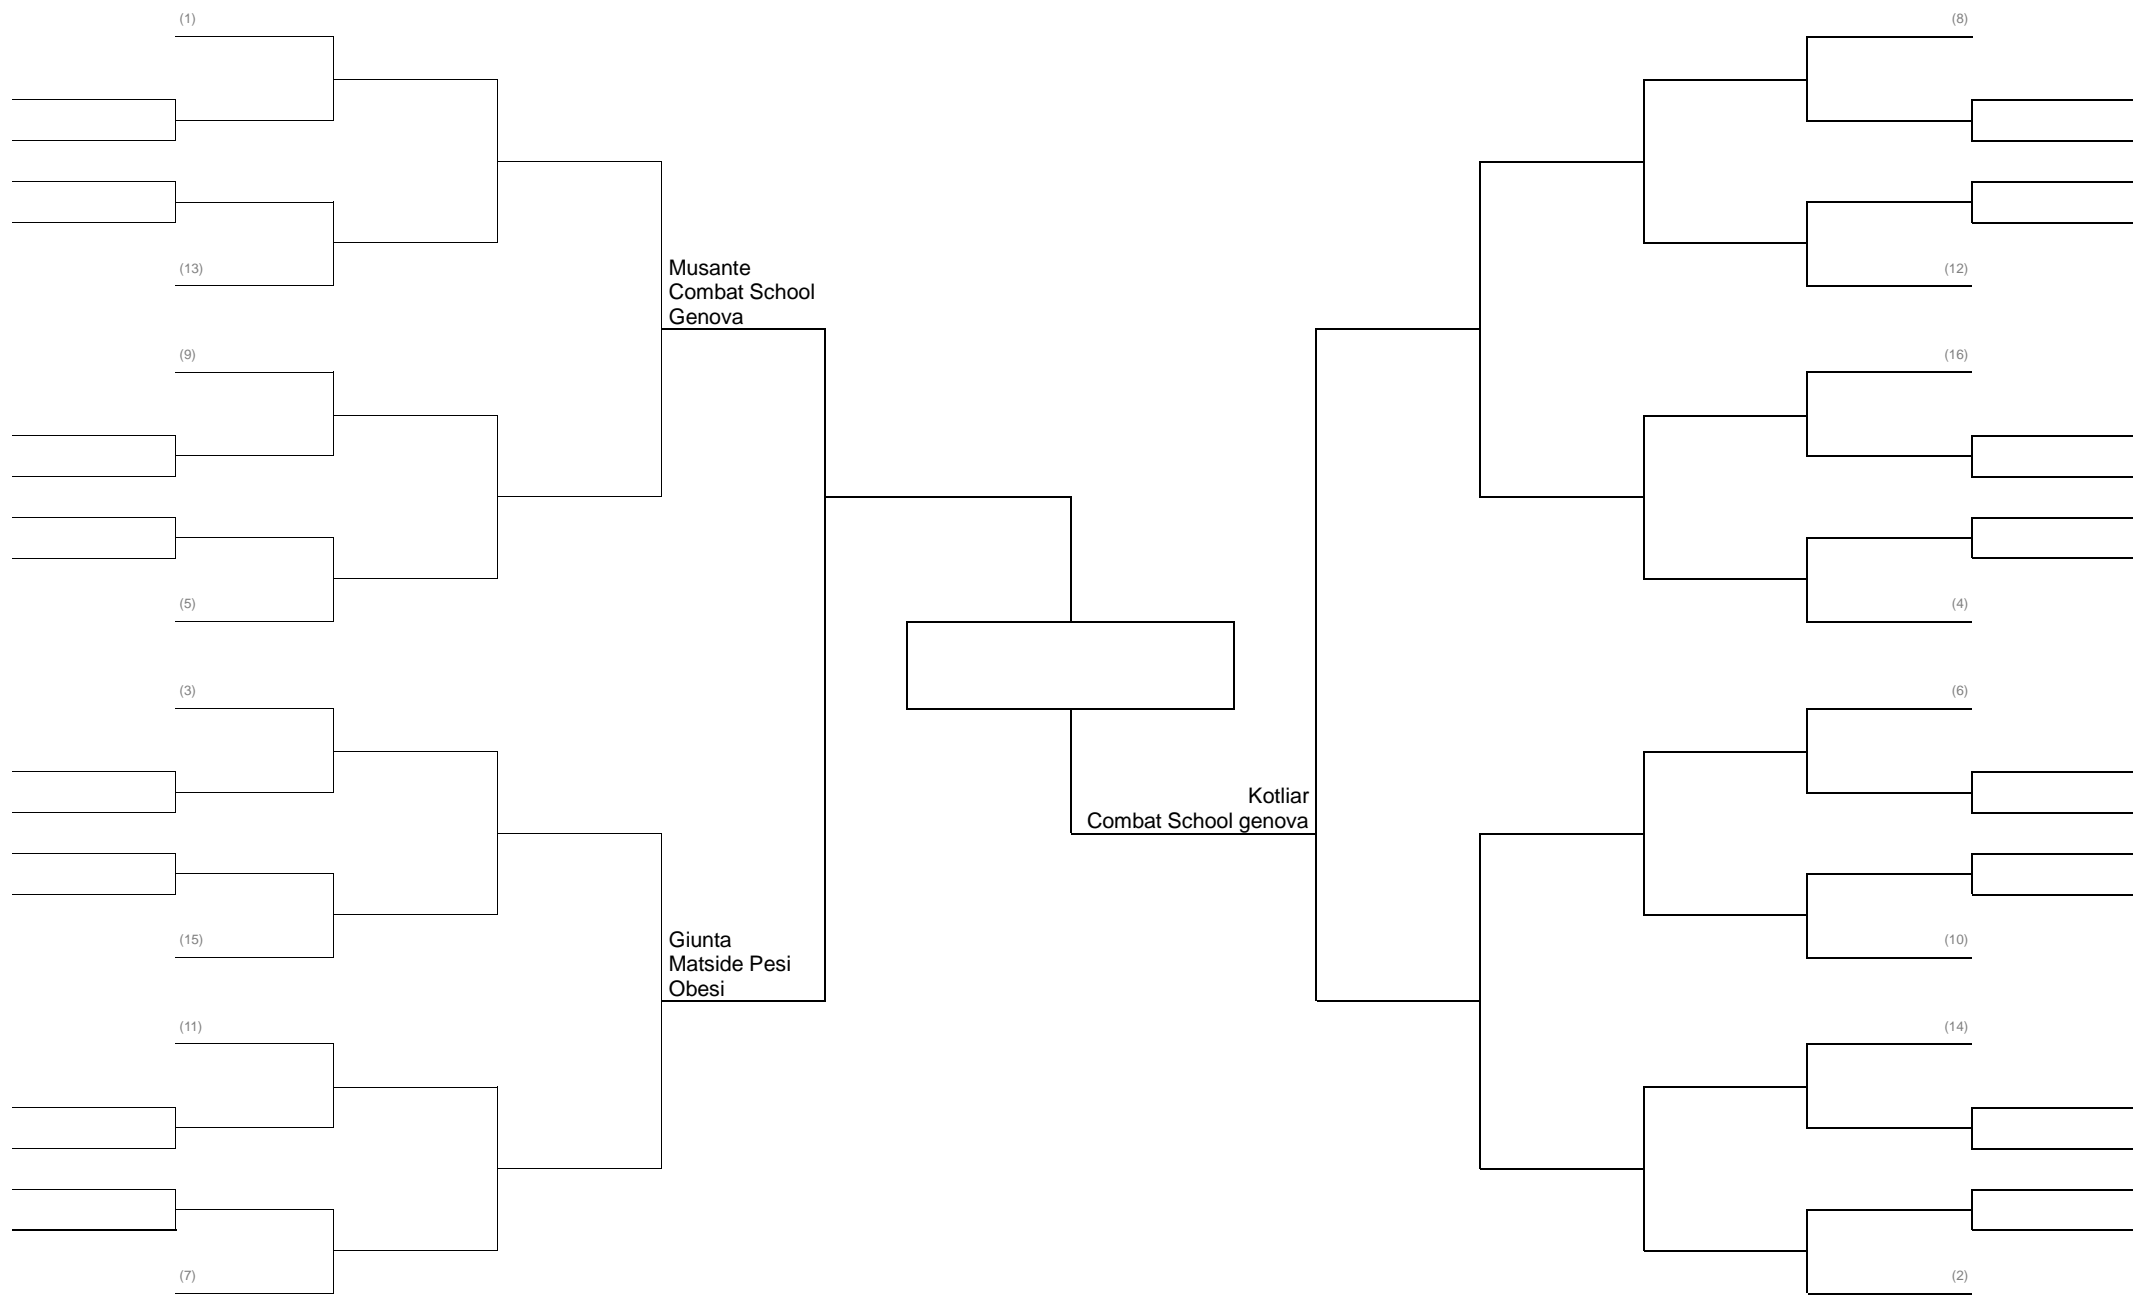 (1)
(8)
(13)
(12)
Musante
Combat School
Genova
(9)
(16)
(5)
(4)
(3)
(6)
Kotliar
Combat School genova
(15)
(10)
Giunta
Matside Pesi
Obesi
(11)
(14)
(7)
(2)